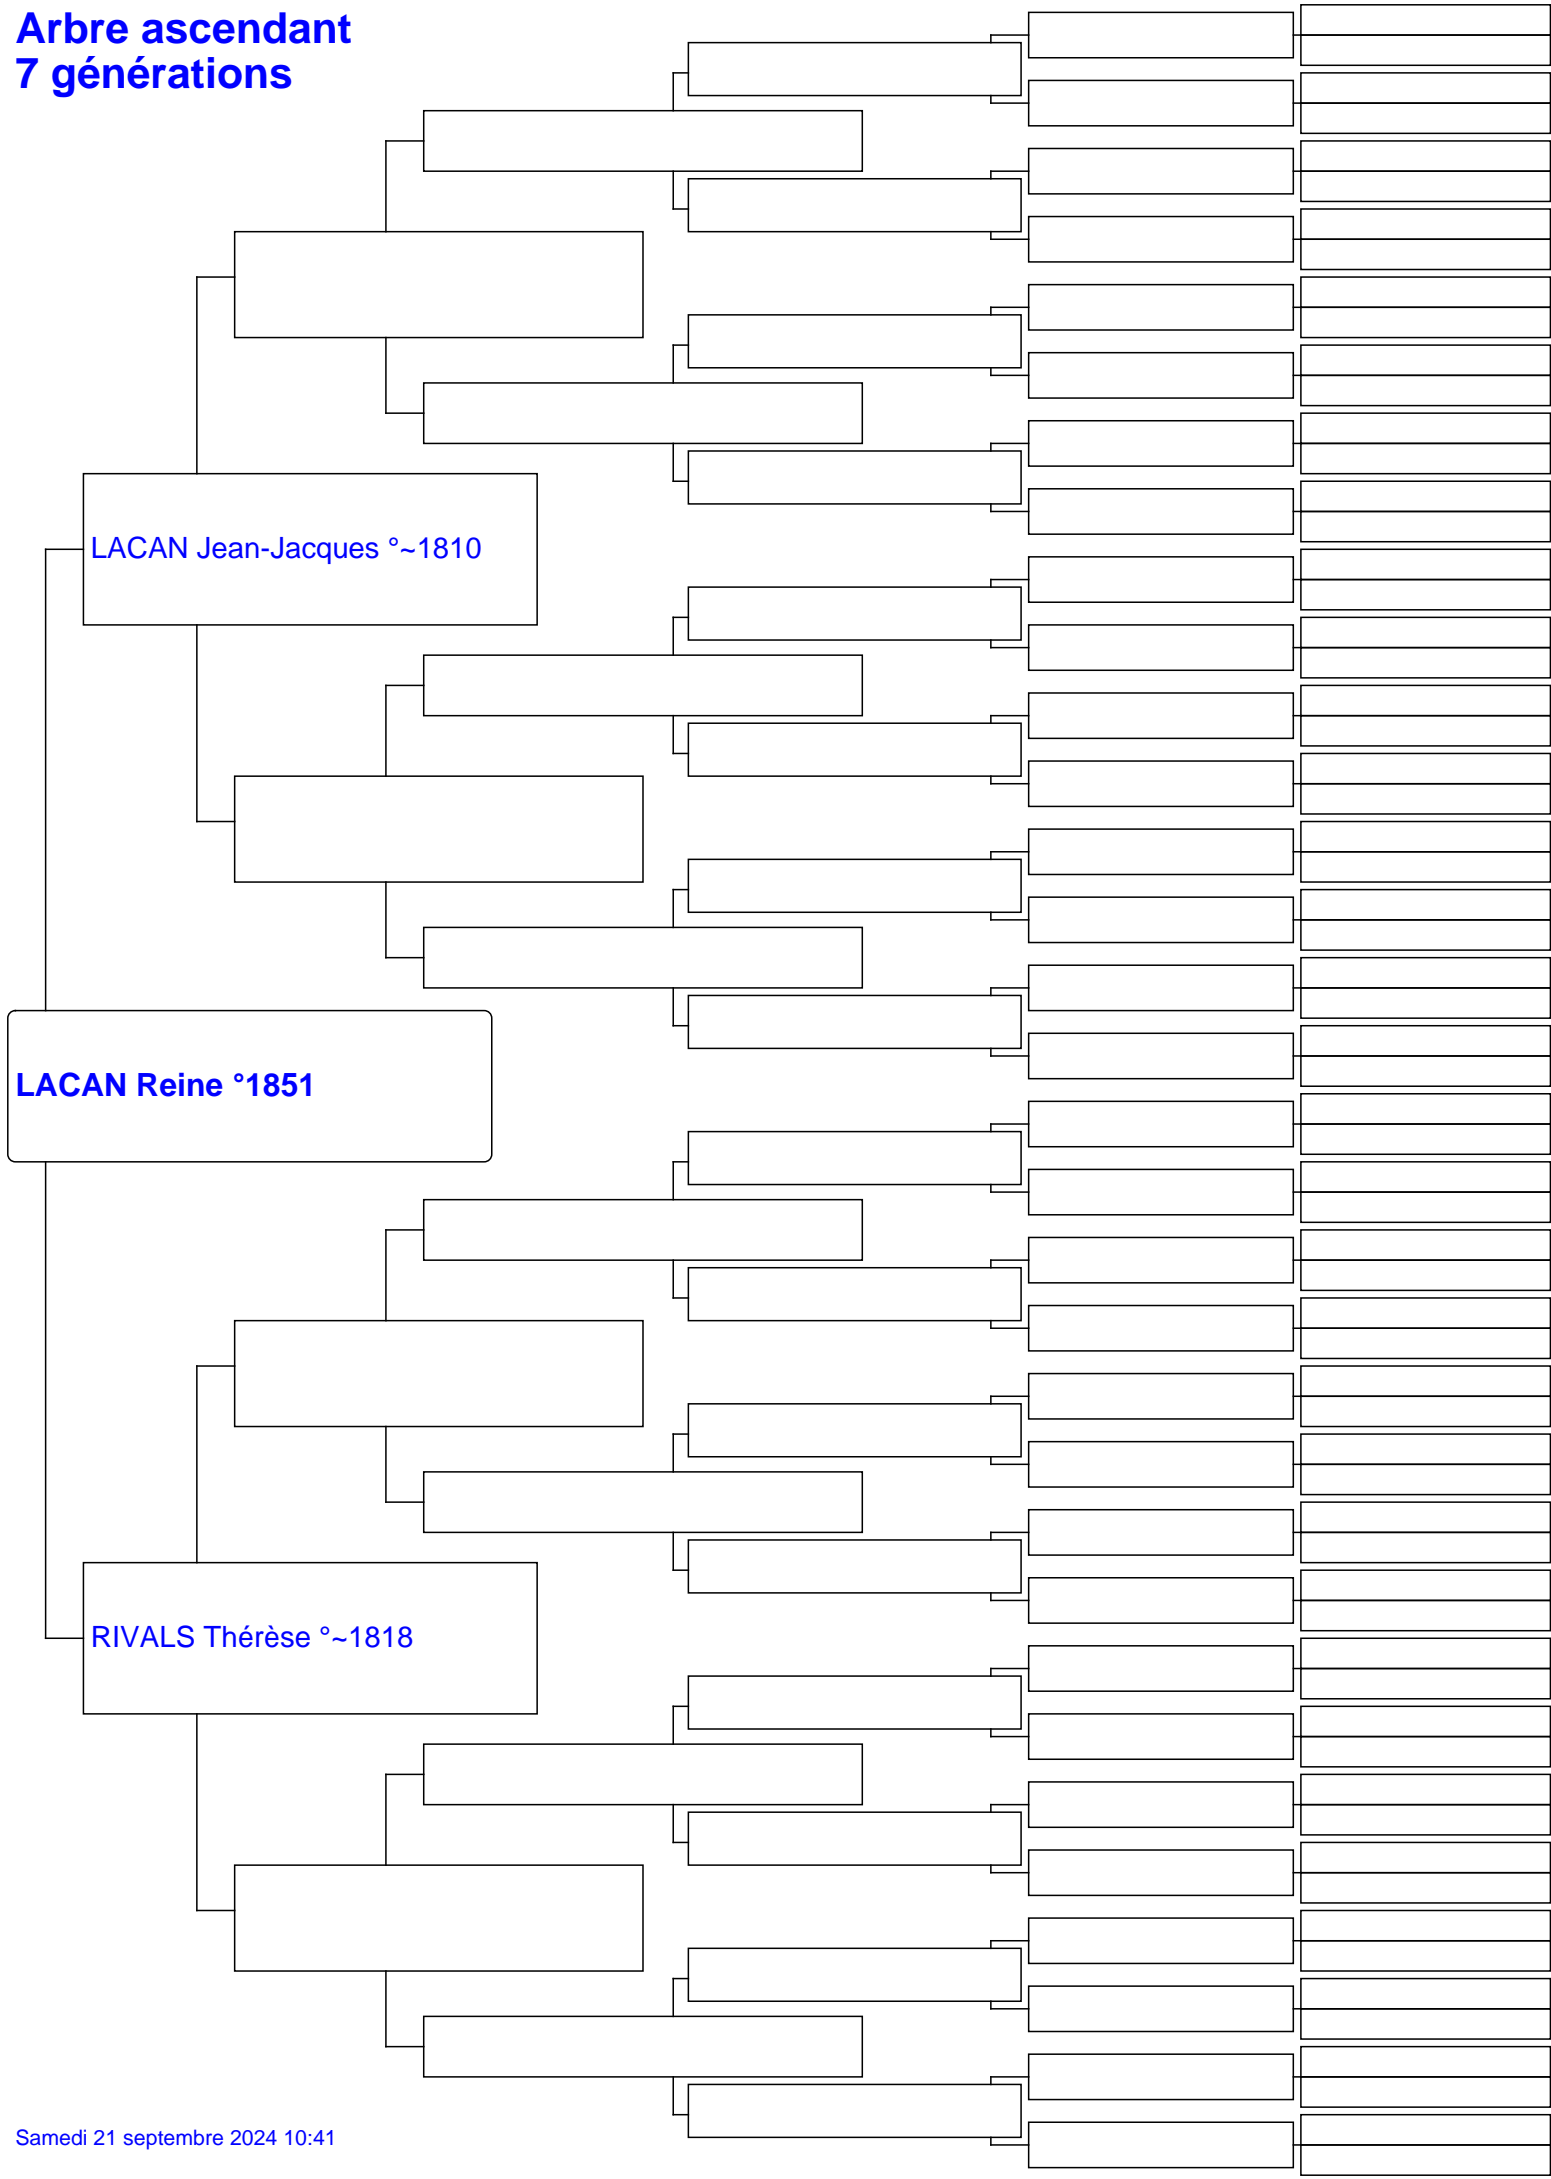 Arbre ascendant
7 générations
LACAN Jean-Jacques °~1810
LACAN Reine °1851
RIVALS Thérèse °~1818
Samedi 21 septembre 2024 10:41